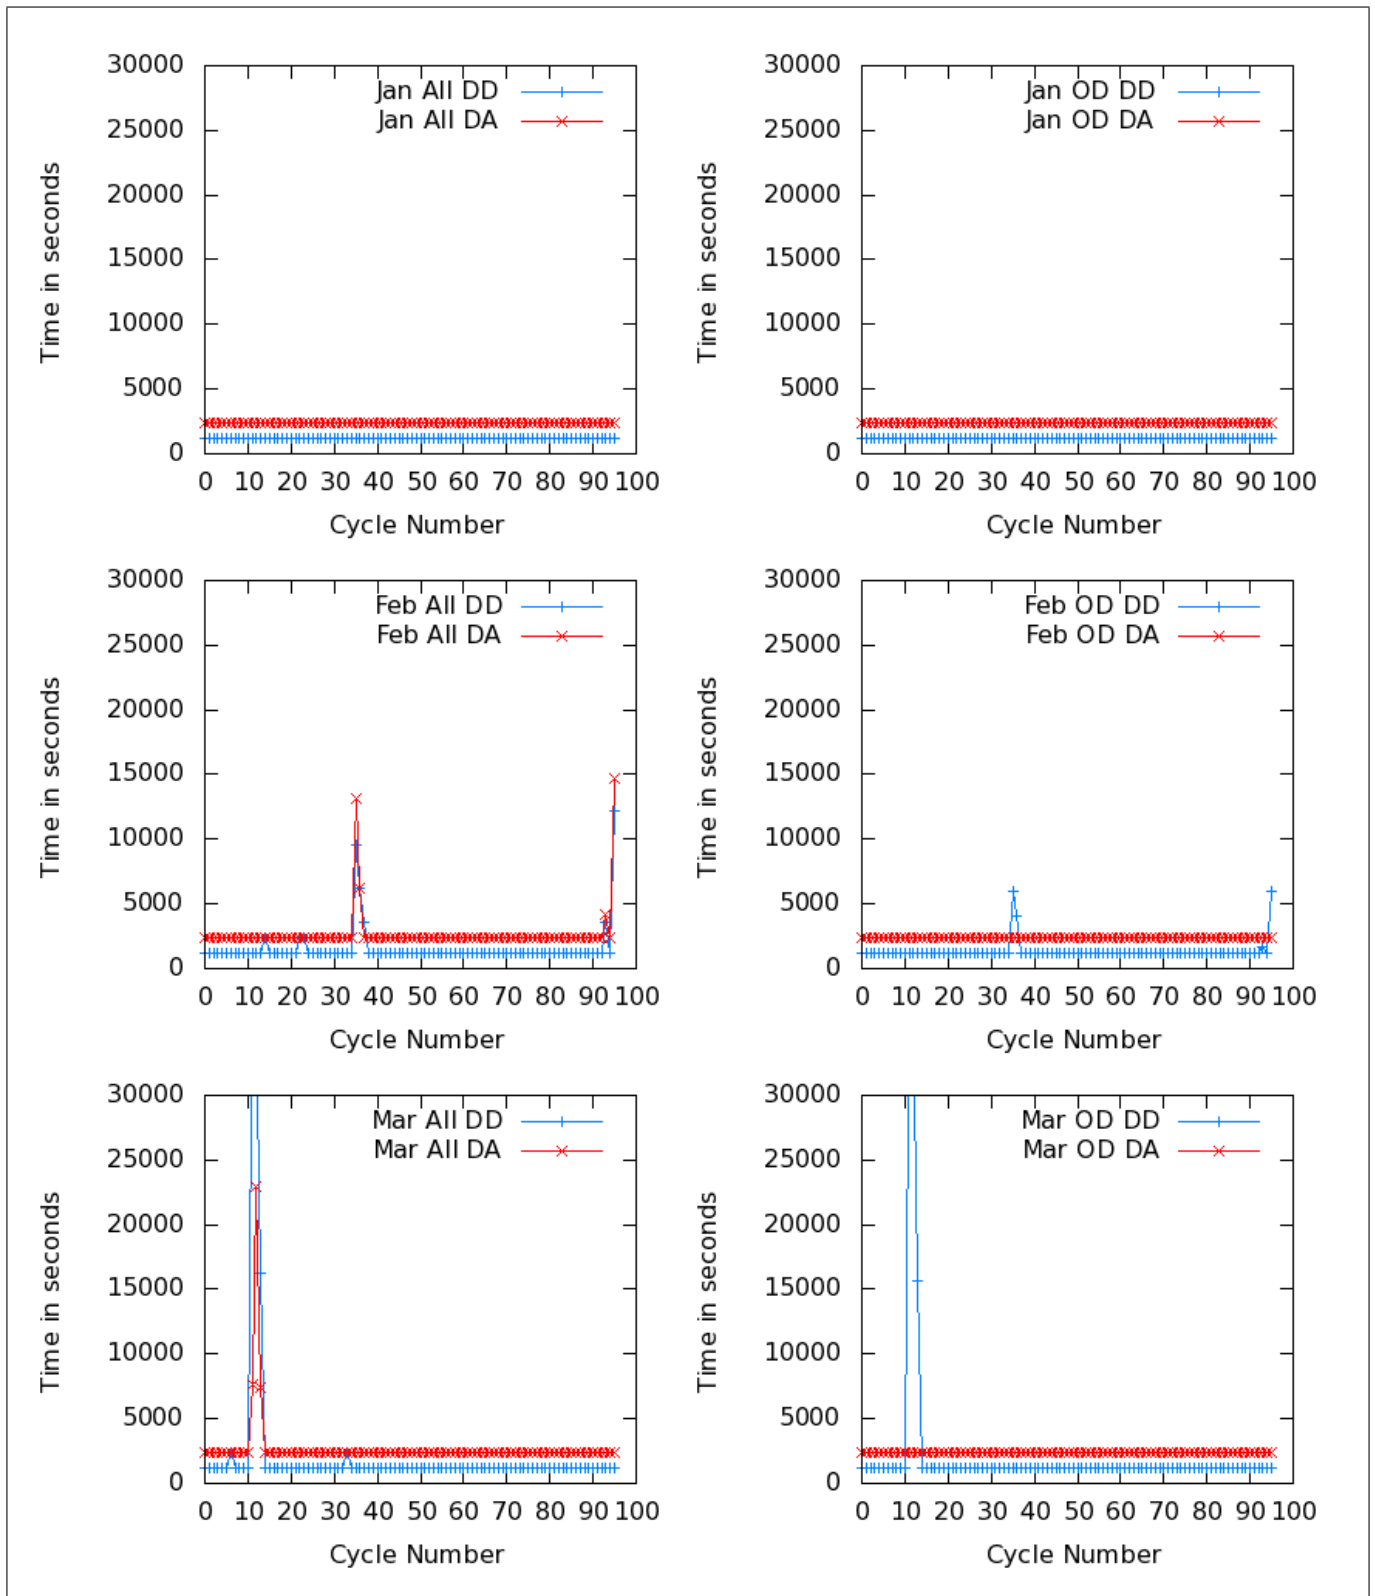 30000
25000
20000
15000
10000
5000
0
0 10 20 30 40 50 60 70 80 90 100
Time in seconds
Cycle Number
Jan All DD
Jan All DA
30000
25000
20000
15000
10000
5000
0
0 10 20 30 40 50 60 70 80 90 100
Time in seconds
Cycle Number
Jan OD DD
Jan OD DA
30000
25000
20000
15000
10000
5000
0
0 10 20 30 40 50 60 70 80 90 100
Time in seconds
Cycle Number
Feb All DD
Feb All DA
30000
25000
20000
15000
10000
5000
0
0 10 20 30 40 50 60 70 80 90 100
Time in seconds
Cycle Number
Feb OD DD
Feb OD DA
30000
25000
20000
15000
10000
5000
0
0 10 20 30 40 50 60 70 80 90 100
Time in seconds
Cycle Number
Mar All DD
Mar All DA
30000
25000
20000
15000
10000
5000
0
0 10 20 30 40 50 60 70 80 90 100
Time in seconds
Cycle Number
Mar OD DD
Mar OD DA